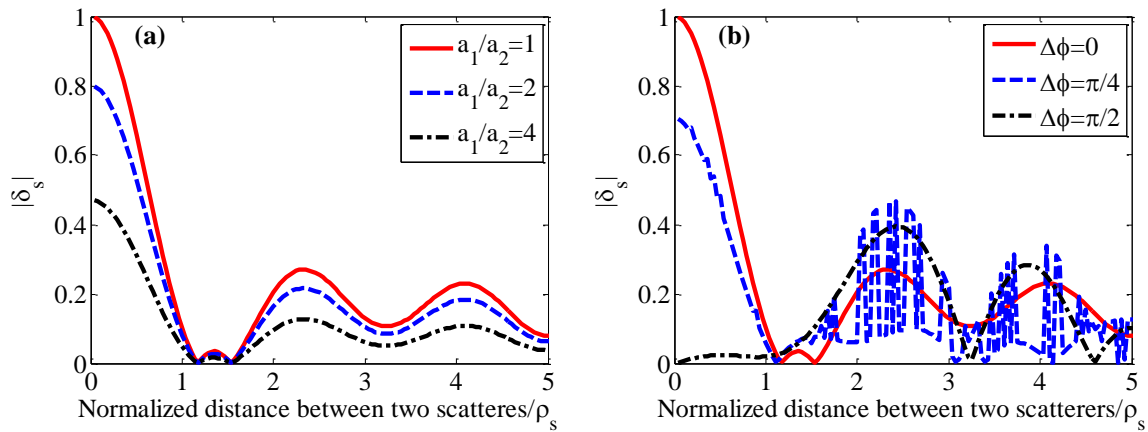 (a)
a1/a2=1
a1/a2=2
a1/a2=4
|δs|
1
0.8
0.6
0.4
0.2
0
0 1 2 3 4 5
Normalized distance between two scatteres/ρs
(b)
Δϕ=0
Δϕ=π/4
Δϕ=π/2
|δs|
1
0.8
0.6
0.4
0.2
0
0 1 2 3 4 5
Normalized distance between two scatterers/ρs